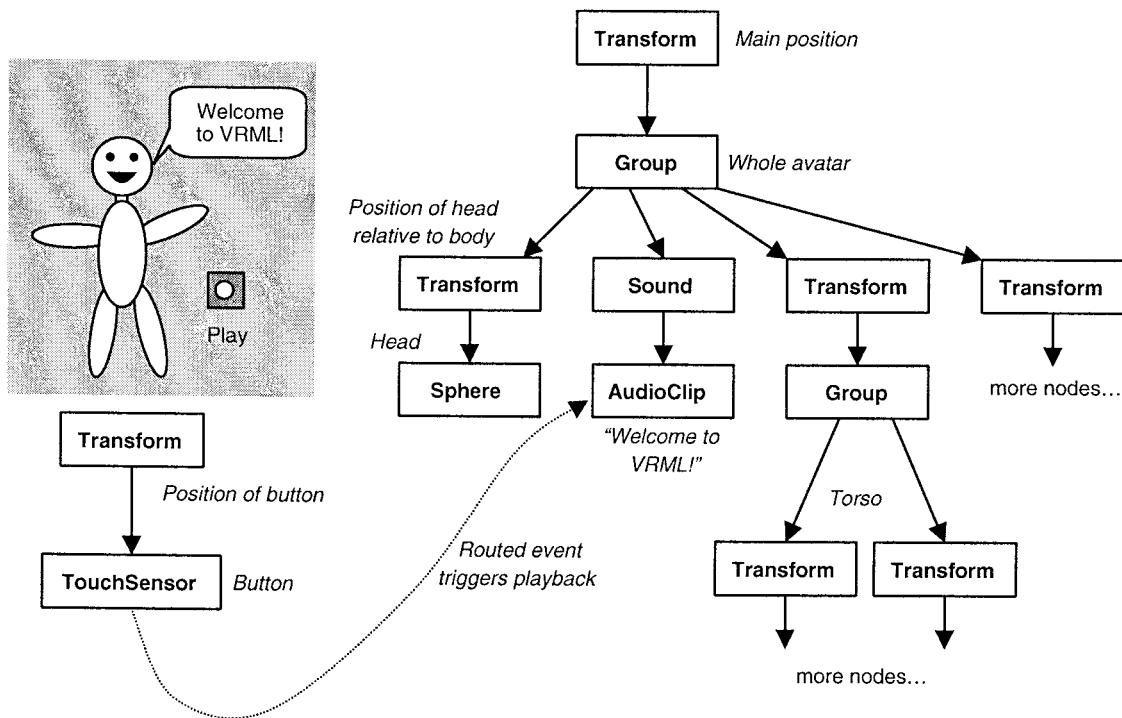 Transform
Main position
Welcome
to VRML!
Group
Whole avatar
Position of head
relative to body
Transform
Sound
Transform
Transform
Play
Head
Sphere
AudioClip
Group
more nodes…
“Welcome to
VRML!”
Transform
Position of button
Torso
TouchSensor
Button
Routed event
triggers playback
Transform
Transform
more nodes…